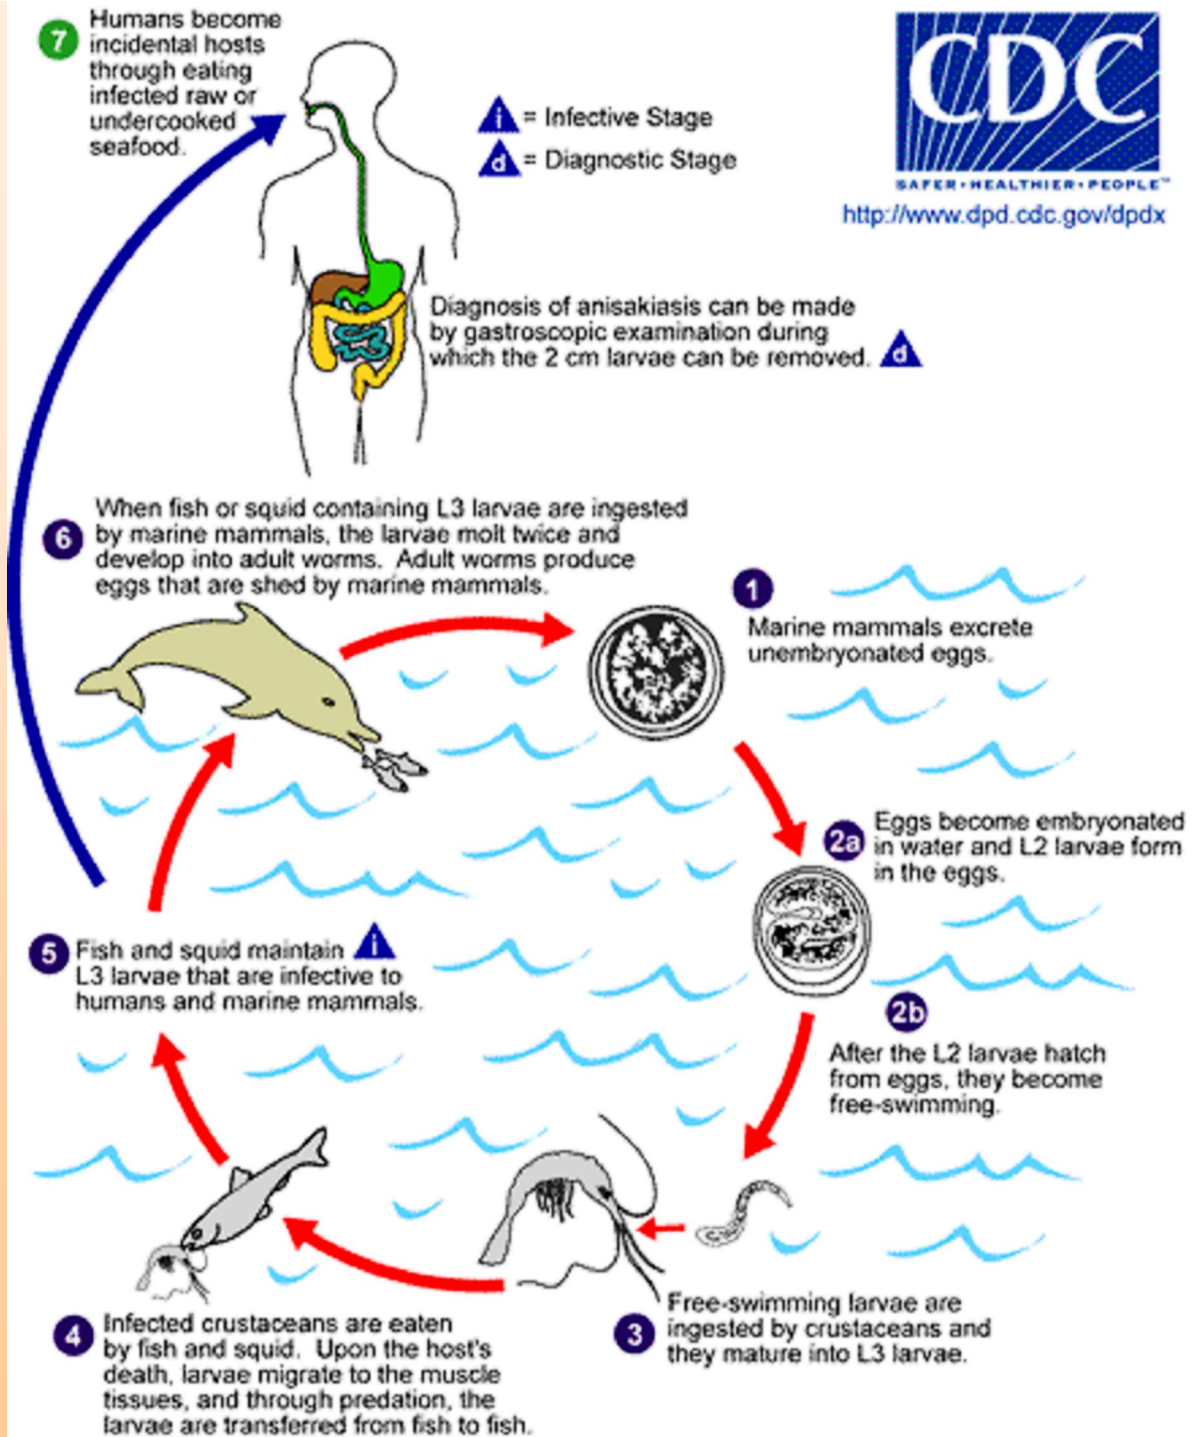 7
Humans become
incidental hosts
through eating
infected raw or
undercooked
seafood.
i = Infective Stage
d = Diagnostic Stage
CDC
SAFER • HEALTHIER • PEOPLE™
http://www.dpd.cdc.gov/dpdx
Diagnosis of anisakiasis can be made
by gastroscopic examination during
which the 2 cm larvae can be removed. d
6
When fish or squid containing L3 larvae are ingested
by marine mammals, the larvae molt twice and
develop into adult worms. Adult worms produce
eggs that are shed by marine mammals.
1
Marine mammals excrete
unembryonated eggs.
2a
Eggs become embryonated
in water and L2 larvae form
in the eggs.
2b
After the L2 larvae hatch
from eggs, they become
free-swimming.
3
Free-swimming larvae are
ingested by crustaceans and
they mature into L3 larvae.
4
Infected crustaceans are eaten
by fish and squid. Upon the host's
death, larvae migrate to the muscle
tissues, and through predation, the
larvae are transferred from fish to fish.
5
Fish and squid maintain i
L3 larvae that are infective to
humans and marine mammals.